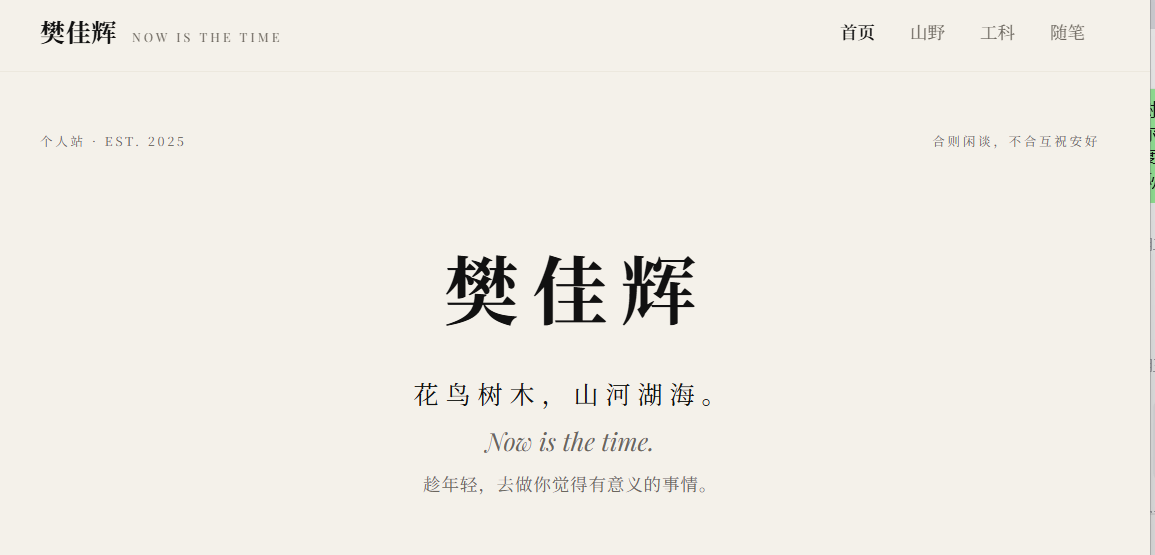 樊佳辉 NOW IS THE TIME 首页 山野 工科 随笔
个人站 · EST. 2025 合则闲谈，不合互祝安好
樊佳辉
花鸟树木，山河湖海。
Now is the time.
趁年轻，去做你觉得有意义的事情。